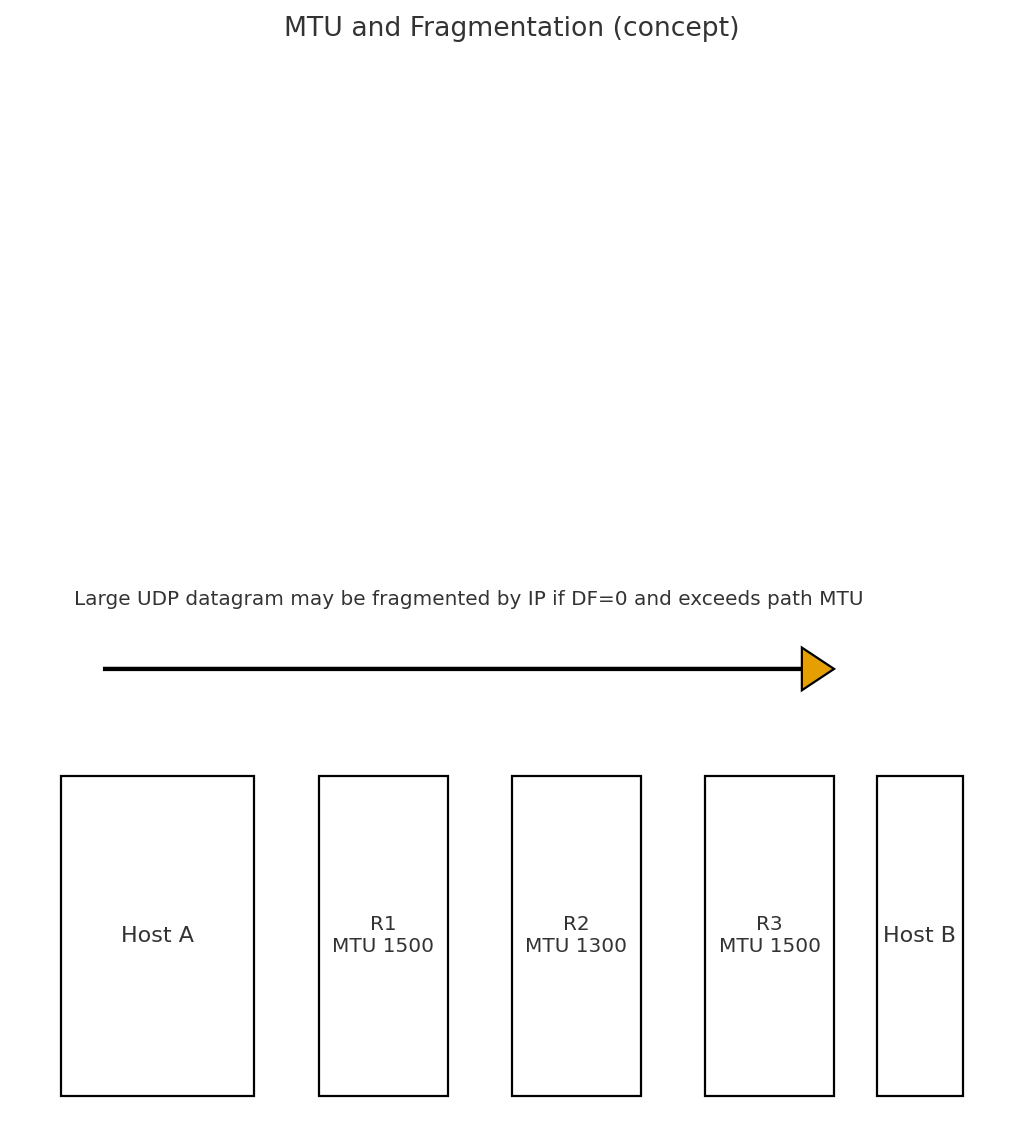 MTU and Fragmentation (concept)
Large UDP datagram may be fragmented by IP if DF=0 and exceeds path MTU
Host A
R1
MTU 1500
R2
MTU 1300
R3
MTU 1500
Host B